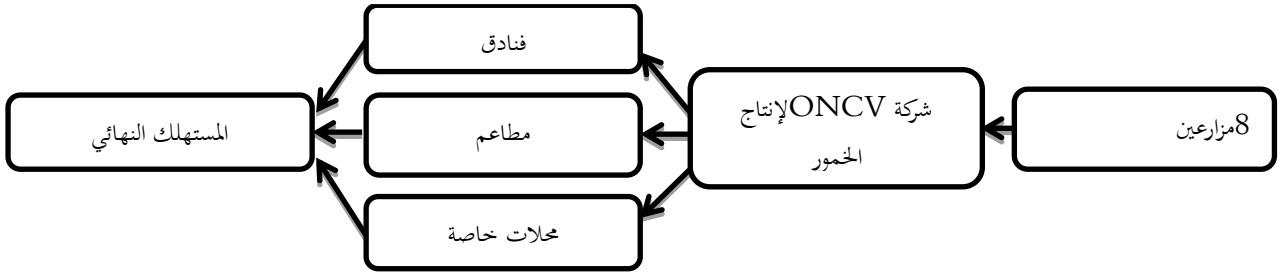 8مزارعين
شركة ONCVلإنتاج
الخمور
فنادق
مطاعم
محلات خاصة
المستهلك النهائي